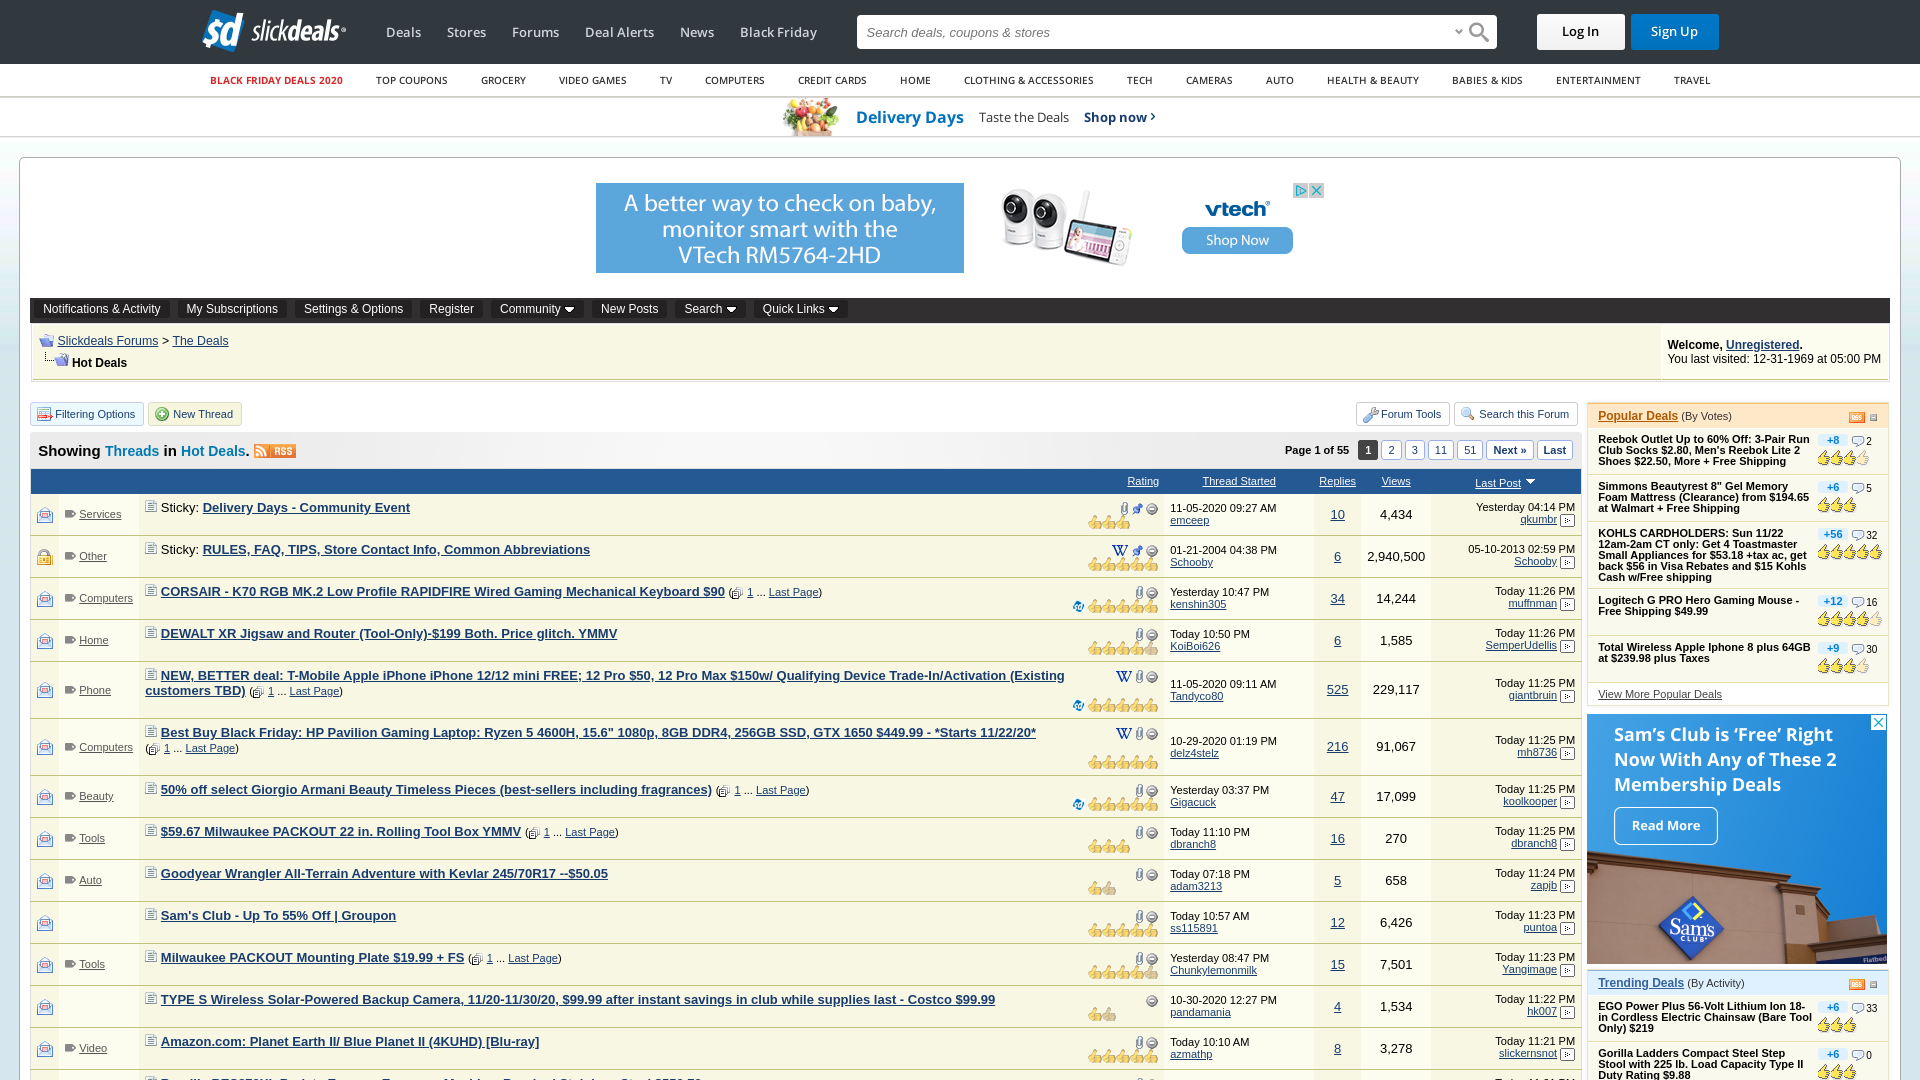 slickdeals
Deals Stores Forums Deal Alerts News Black Friday
Search deals, coupons & stores
Log In Sign Up
BLACK FRIDAY DEALS 2020 TOP COUPONS GROCERY VIDEO GAMES TV COMPUTERS CREDIT CARDS HOME CLOTHING & ACCESSORIES TECH CAMERAS AUTO HEALTH & BEAUTY BABIES & KIDS ENTERTAINMENT TRAVEL
Delivery Days Taste the Deals Shop now
A better way to check on baby,
monitor smart with the
VTech RM5764-2HD
vtech
Shop Now
Notifications & Activity My Subscriptions Settings & Options Register Community New Posts Search Quick Links
Slickdeals Forums > The Deals
Hot Deals
Welcome, Unregistered.
You last visited: 12-31-1969 at 05:00 PM
Filtering Options New Thread
Forum Tools Search this Forum
Showing Threads in Hot Deals. RSS
Page 1 of 55 1 2 3 11 51 Next » Last
Rating Thread Started Replies Views Last Post
Services Sticky: Delivery Days - Community Event 11-05-2020 09:27 AM emceep 10 4,434 Yesterday 04:14 PM qkumbr
Other Sticky: RULES, FAQ, TIPS, Store Contact Info, Common Abbreviations 01-21-2004 04:38 PM Schooby 6 2,940,500 05-10-2013 02:59 PM Schooby
Computers CORSAIR - K70 RGB MK.2 Low Profile RAPIDFIRE Wired Gaming Mechanical Keyboard $90 ( 1 ... Last Page) Yesterday 10:47 PM kenshin305 34 14,244 Today 11:26 PM muffnman
Home DEWALT XR Jigsaw and Router (Tool-Only)-$199 Both. Price glitch. YMMV Today 10:50 PM KoiBoi626 6 1,585 Today 11:26 PM SemperUdellis
Phone NEW, BETTER deal: T-Mobile Apple iPhone iPhone 12/12 mini FREE; 12 Pro $50, 12 Pro Max $150w/ Qualifying Device Trade-In/Activation (Existing
customers TBD) ( 1 ... Last Page) 11-05-2020 09:11 AM Tandyco80 525 229,117 Today 11:25 PM giantbruin
Computers Best Buy Black Friday: HP Pavilion Gaming Laptop: Ryzen 5 4600H, 15.6" 1080p, 8GB DDR4, 256GB SSD, GTX 1650 $449.99 - *Starts 11/22/20*
( 1 ... Last Page) 10-29-2020 01:19 PM delz4stelz 216 91,067 Today 11:25 PM mh8736
Beauty 50% off select Giorgio Armani Beauty Timeless Pieces (best-sellers including fragrances) ( 1 ... Last Page) Yesterday 03:37 PM Gigacuck 47 17,099 Today 11:25 PM koolkooper
Tools $59.67 Milwaukee PACKOUT 22 in. Rolling Tool Box YMMV ( 1 ... Last Page) Today 11:10 PM dbranch8 16 270 Today 11:25 PM dbranch8
Auto Goodyear Wrangler All-Terrain Adventure with Kevlar 245/70R17 --$50.05 Today 07:18 PM adam3213 5 658 Today 11:24 PM zapjb
Sam's Club - Up To 55% Off | Groupon Today 10:57 AM ss115891 12 6,426 Today 11:23 PM puntoa
Tools Milwaukee PACKOUT Mounting Plate $19.99 + FS ( 1 ... Last Page) Yesterday 08:47 PM Chunkylemonmilk 15 7,501 Today 11:23 PM Yangimage
TYPE S Wireless Solar-Powered Backup Camera, 11/20-11/30/20, $99.99 after instant savings in club while supplies last - Costco $99.99 10-30-2020 12:27 PM pandamania 4 1,534 Today 11:22 PM hk007
Video Amazon.com: Planet Earth II/ Blue Planet II (4KUHD) [Blu-ray] Today 10:10 AM azmathp 8 3,278 Today 11:21 PM slickernsnot
Popular Deals (By Votes)
Reebok Outlet Up to 60% Off: 3-Pair Run +8 2
Club Socks $2.80, Men's Reebok Lite 2
Shoes $22.50, More + Free Shipping
Simmons Beautyrest 8" Gel Memory +6 5
Foam Mattress (Clearance) from $194.65
at Walmart + Free Shipping
KOHLS CARDHOLDERS: Sun 11/22 +56 32
12am-2am CT only: Get 4 Toastmaster
Small Appliances for $53.18 +tax ac, get
back $56 in Visa Rebates and $15 Kohls
Cash w/Free shipping
Logitech G PRO Hero Gaming Mouse - +12 16
Free Shipping $49.99
Total Wireless Apple Iphone 8 plus 64GB +9 30
at $239.98 plus Taxes
View More Popular Deals
Sam's Club is 'Free' Right
Now With Any of These 2
Membership Deals
Read More
Sam's
CLUB
Flatbed
Trending Deals (By Activity)
EGO Power Plus 56-Volt Lithium Ion 18- +6 33
in Cordless Electric Chainsaw (Bare Tool
Only) $219
Gorilla Ladders Compact Steel Step +6 0
Stool with 225 lb. Load Capacity Type II
Duty Rating $9.88